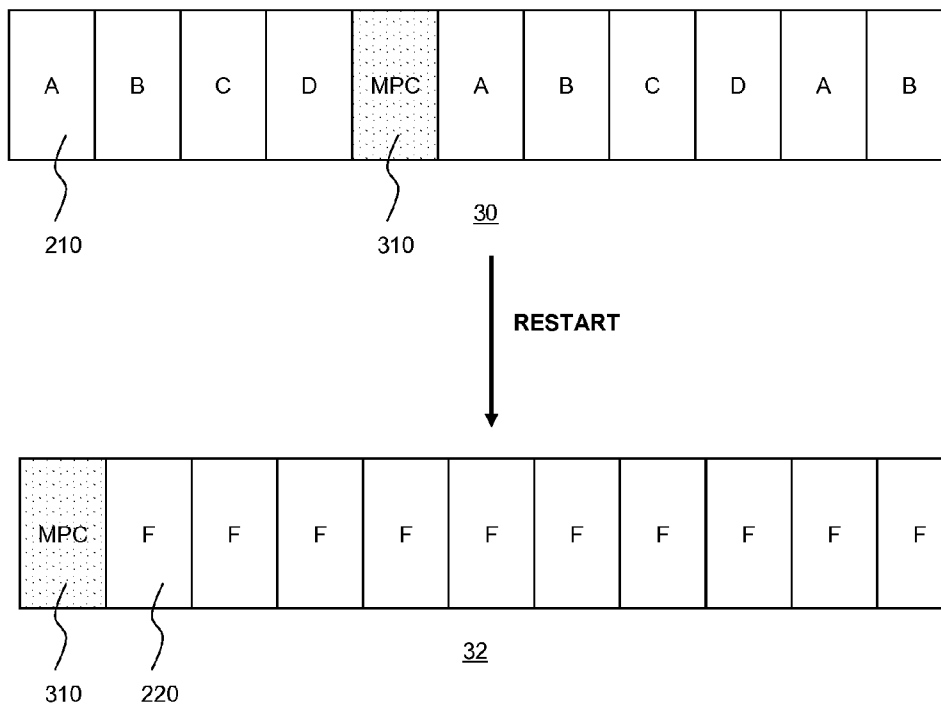 A B C D MPC A B C D A B
210 310
30
RESTART
MPC F F F F F F F F F F
32
310 220